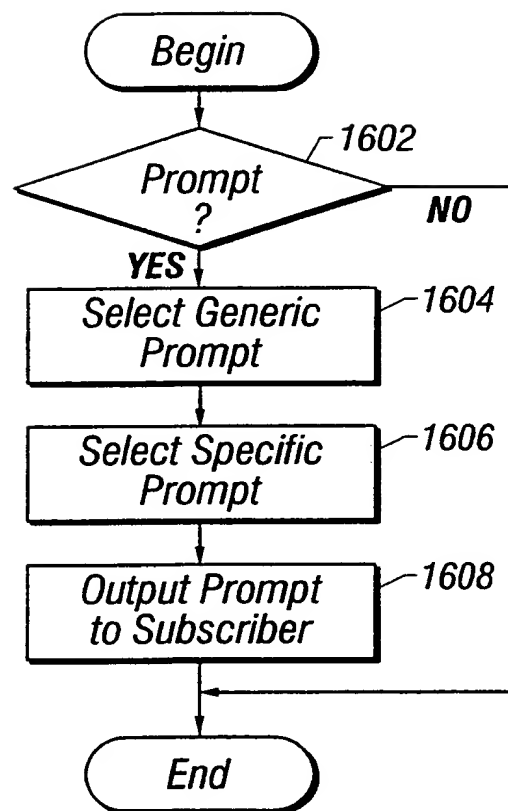 Begin
1602
Prompt
?
NO
YES
Select Generic
Prompt
1604
Select Specific
Prompt
1606
Output Prompt
to Subscriber
1608
End